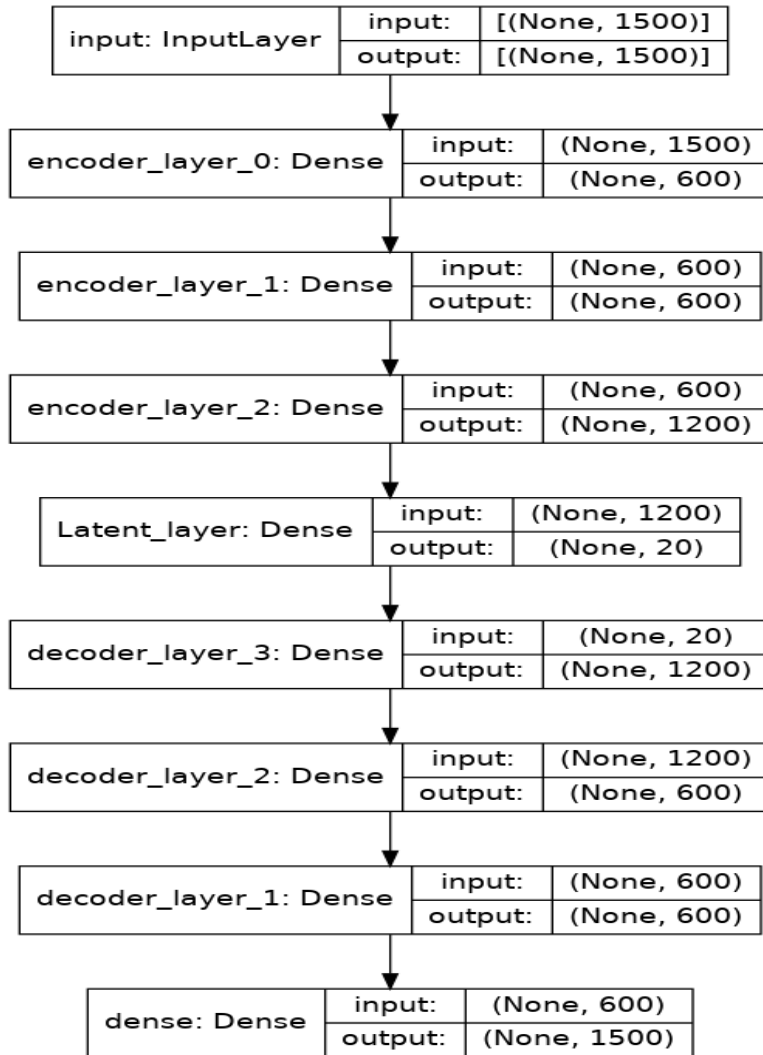 input: InputLayer input: [(None, 1500)]
output: [(None, 1500)]
encoder_layer_0: Dense input: (None, 1500)
output: (None, 600)
encoder_layer_1: Dense input: (None, 600)
output: (None, 600)
encoder_layer_2: Dense input: (None, 600)
output: (None, 1200)
Latent_layer: Dense input: (None, 1200)
output: (None, 20)
decoder_layer_3: Dense input: (None, 20)
output: (None, 1200)
decoder_layer_2: Dense input: (None, 1200)
output: (None, 600)
decoder_layer_1: Dense input: (None, 600)
output: (None, 600)
dense: Dense input: (None, 600)
output: (None, 1500)